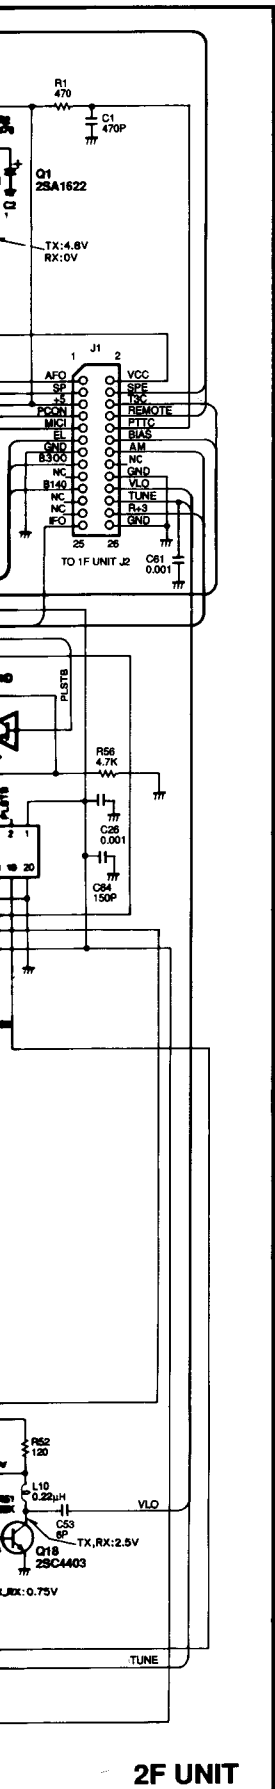 R1
470
C1
470P
Q1
2SA1622
TX:4.8V
RX:0V
J1
1 2
AFO VCC
SP SPE
+5 T3C
PCON REMOTE
MICI PTTC
EL BIAS
GND AM
B300 NC
NC GND
B140 VLO
NC TUNE
NC R+3
IFO GND
25 26
TO 1F UNIT J2
C61
0.001
PLSTB
R56
4.7K
PLSTB
2 1
C26
0.001
19 20
C64
150P
R52
120
L10
0.22μH
C53
6P
VLO
TX,RX:2.5V
Q18
2SC4403
RX:0.75V
TUNE
2F UNIT